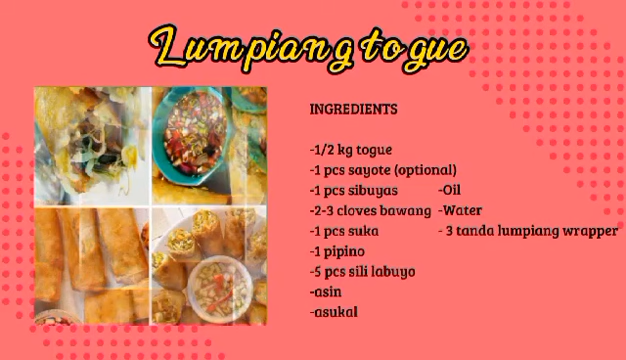 Lumpiang togue
INGREDIENTS
-1/2 kg togue
-1 pcs sayote (optional)
-1 pcs sibuyas
-2-3 cloves bawang
-1 pcs suka
-1 pipino
-5 pcs sili labuyo
-asin
-asukal
-Oil
-Water
- 3 tanda lumpiang wrapper